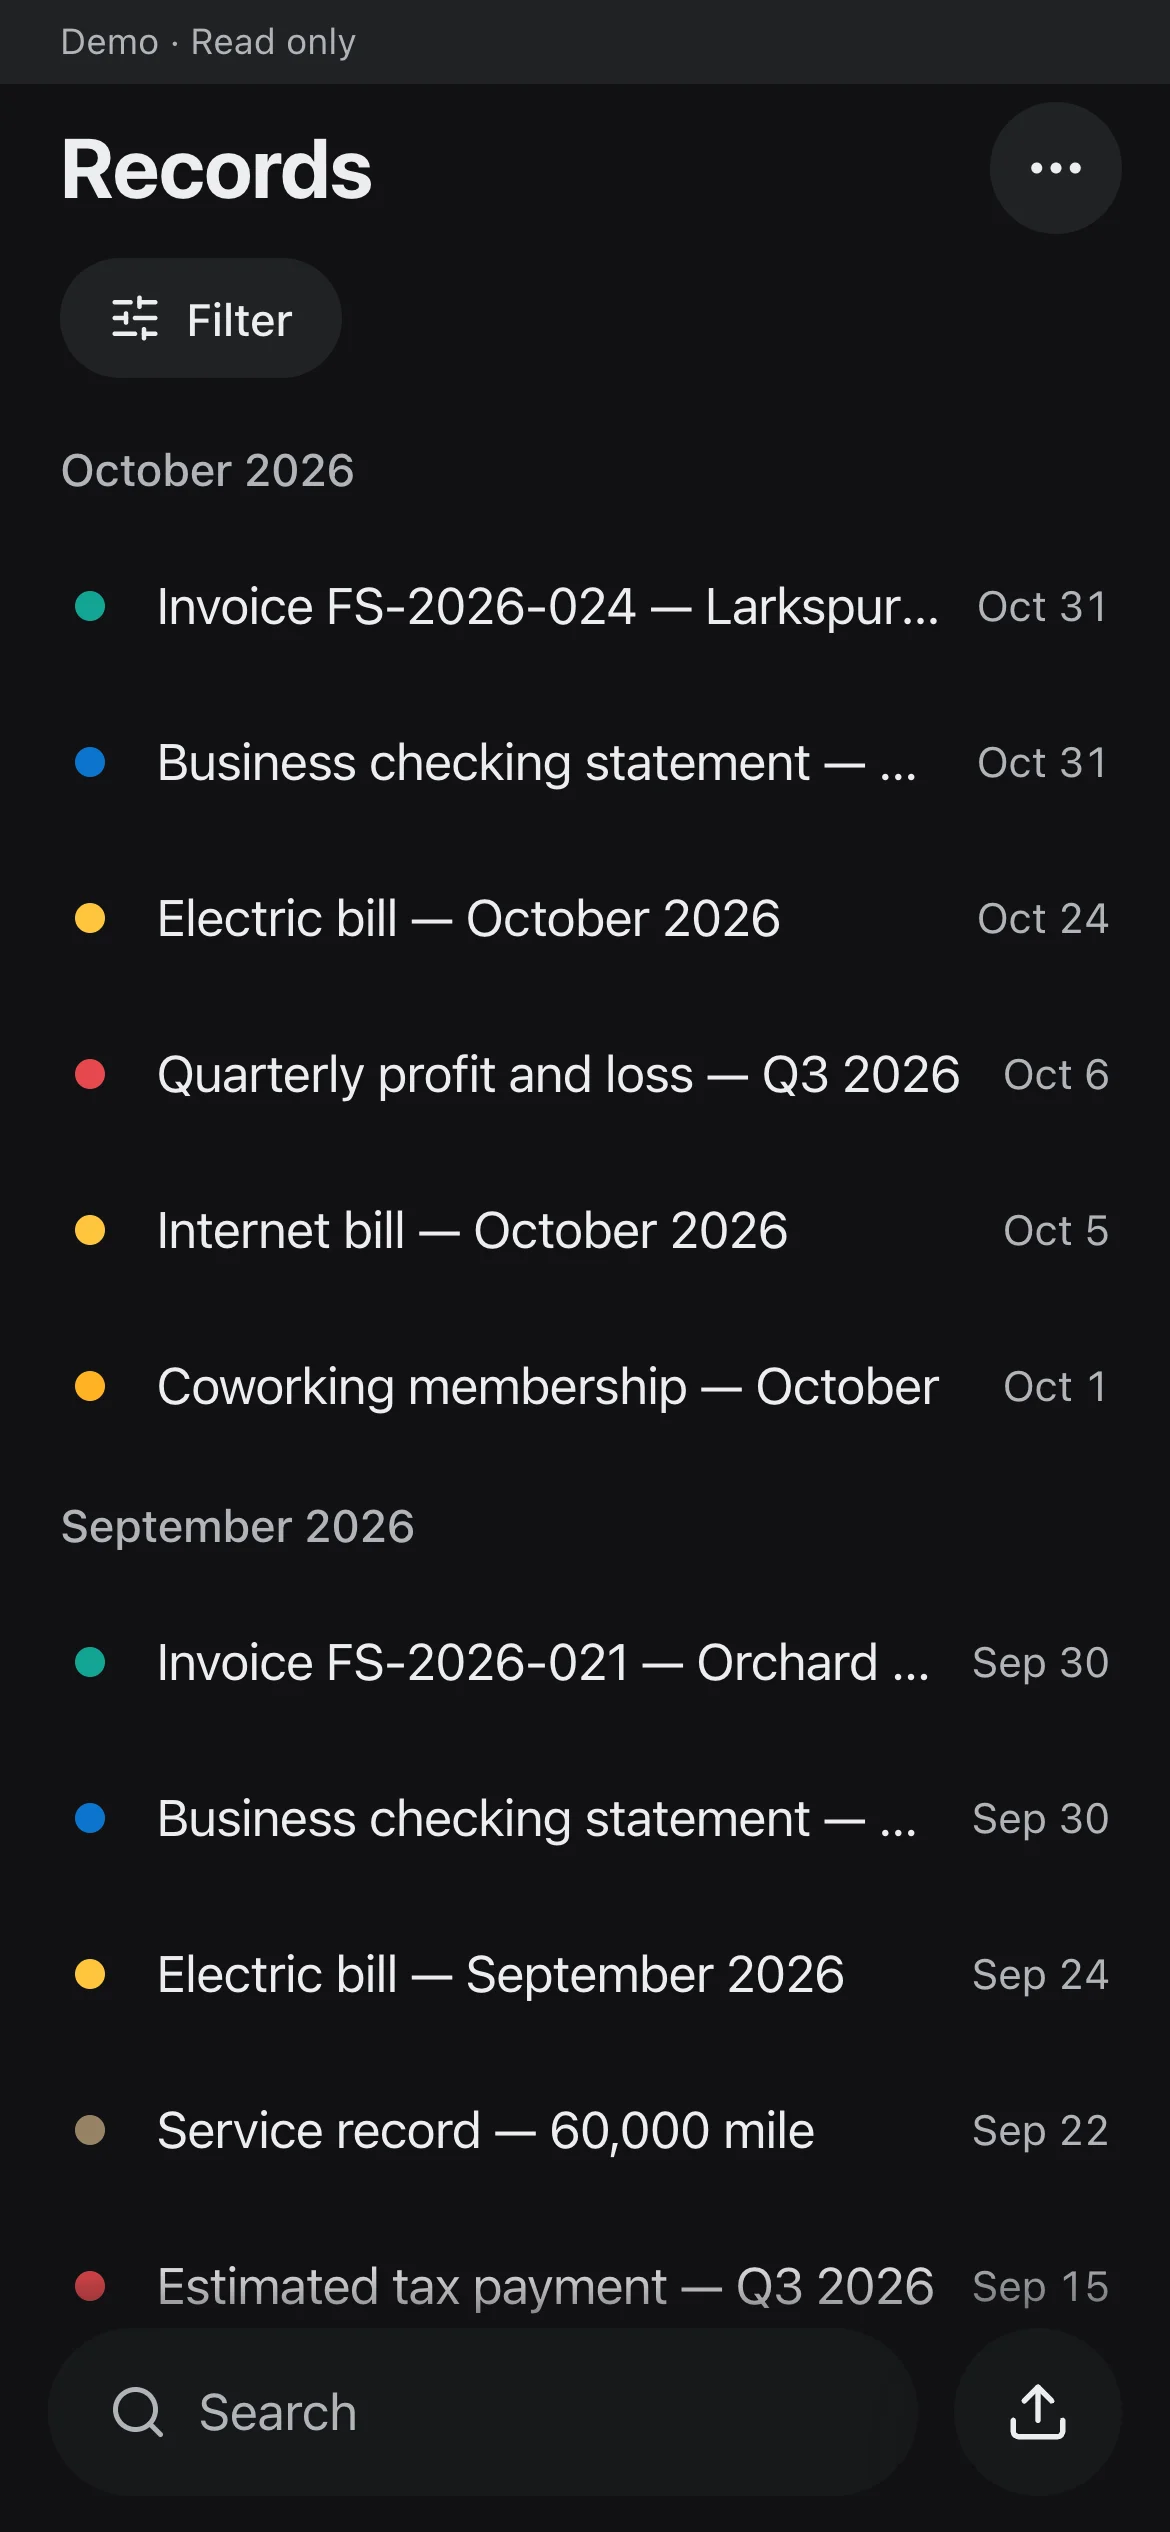 Demo · Read only
Records
Filter
October 2026
Invoice FS-2026-024 — Larkspur... Oct 31
Business checking statement — ... Oct 31
Electric bill — October 2026 Oct 24
Quarterly profit and loss — Q3 2026 Oct 6
Internet bill — October 2026 Oct 5
Coworking membership — October Oct 1
September 2026
Invoice FS-2026-021 — Orchard ... Sep 30
Business checking statement — ... Sep 30
Electric bill — September 2026 Sep 24
Service record — 60,000 mile Sep 22
Estimated tax payment — Q3 2026 Sep 15
Search